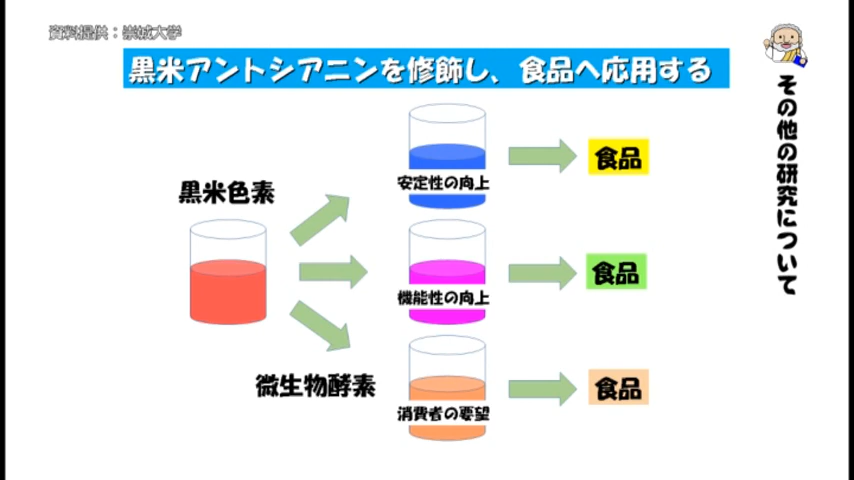 資料提供：崇城大学
黒米アントシアニンを修飾し、食品へ応用する
その他の研究について
黒米色素
安定性の向上
食品
機能性の向上
食品
微生物酵素
消費者の要望
食品